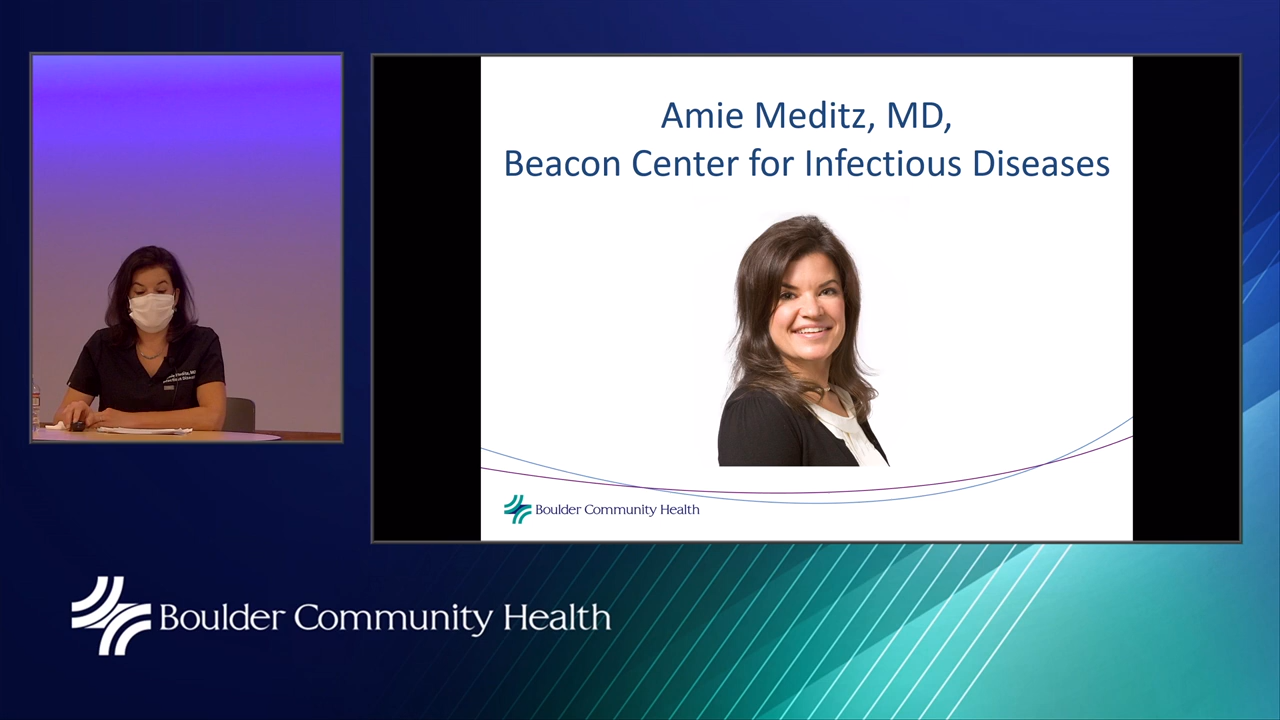 Amie Meditz, MD,
Beacon Center for Infectious Diseases
Boulder Community Health
Boulder Community Health